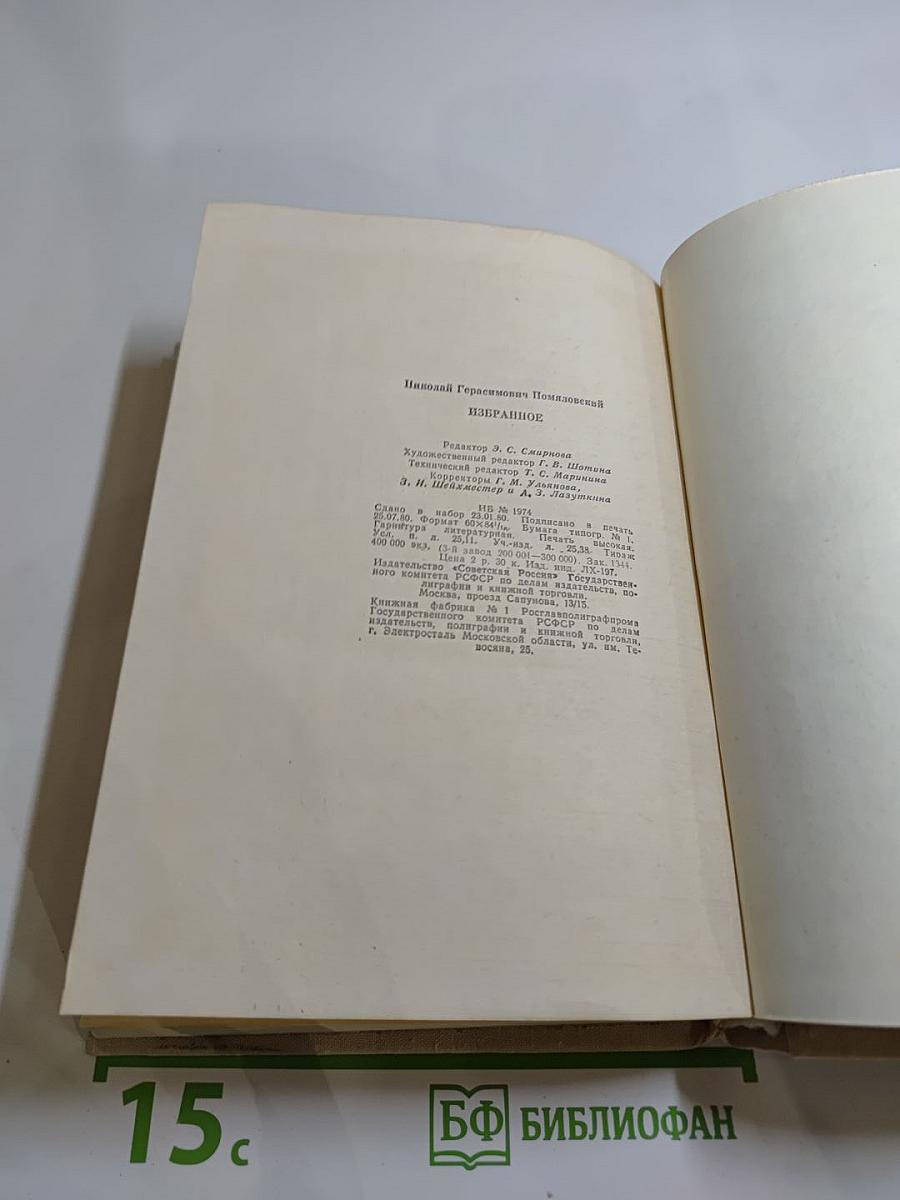 Николай Герасимович Помяловский
ИЗБРАННОЕ
Редактор Э. С. Смирнова
Художественный редактор Г. В. Шотина
Технический редактор Т. С. Маринина
Корректоры Г. М. Ульянова,
З. И. Шейхместер и А. З. Лазуткина
ИБ № 1974
Сдано в набор 23.01.80. Подписано в печать
25.07.80. Формат 60×84¹/₁₆. Бумага типогр. № 1.
Гарнитура литературная. Печать высокая.
Усл. п. л. 25,11. Уч.-изд. л. 25,38. Тираж
400 000 экз. (3-й завод 200 001—300 000). Зак. 1344.
Цена 2 р. 30 к. Изд. инд. ЛХ-197.
Издательство «Советская Россия» Государствен-
ного комитета РСФСР по делам издательств, по-
лиграфии и книжной торговли.
Москва, проезд Сапунова, 13/15.
Книжная фабрика № 1 Росглавполиграфпрома
Государственного комитета РСФСР по делам
издательств, полиграфии и книжной торговли,
г. Электросталь Московской области, ул. им. Те-
восяна, 25.
15 с
БФ БИБЛИОФАН